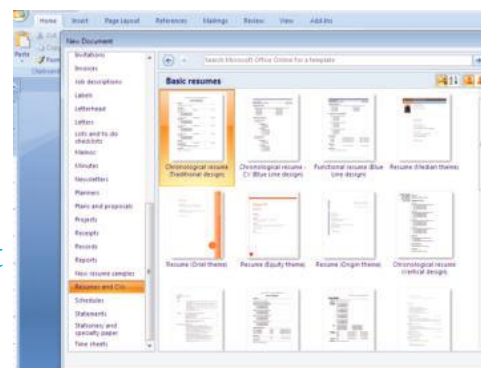 Home Insert Page Layout References Mailings Review View Add-Ins
Paste
New Document
Invitations
Invoices
Job descriptions
Labels
Letterhead
Letters
Lists and to do
checklists
Memos
Minutes
Newsletters
Planners
Plans and proposals
Projects
Receipts
Records
Reports
New resume samples
Resumes and CVs
Schedules
Statements
Stationery and
specialty paper
Time sheets
Search Microsoft Office Online for a template
Basic resumes
Chronological resume
(Traditional design)
Chronological resume -
CV (Blue Line design)
Functional resume (Blue
Line design)
Resume (Median theme)
Resume (Oriel theme)
Resume (Equity theme)
Resume (Origin theme)
Chronological resume
(Vertical design)